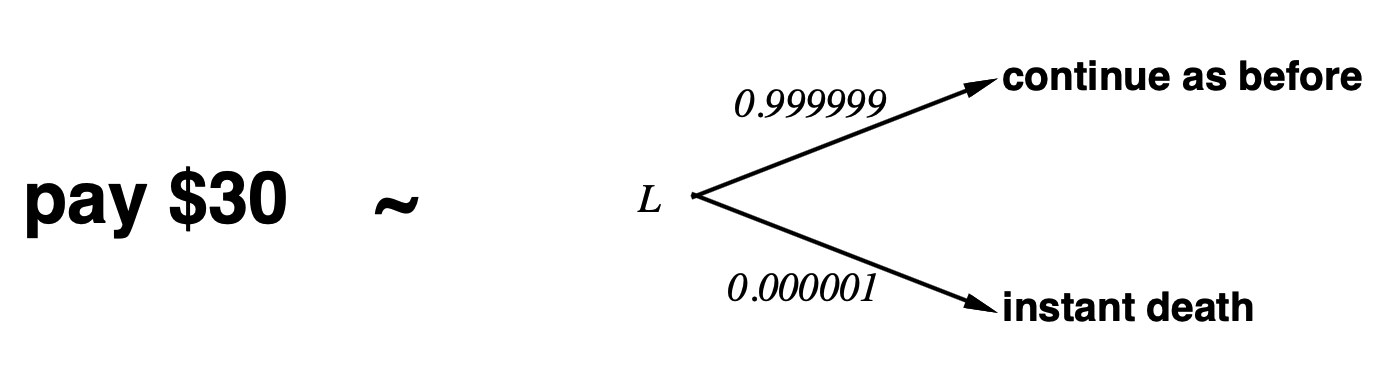 continue as before
0.999999
pay $30 ~ L
0.000001
instant death